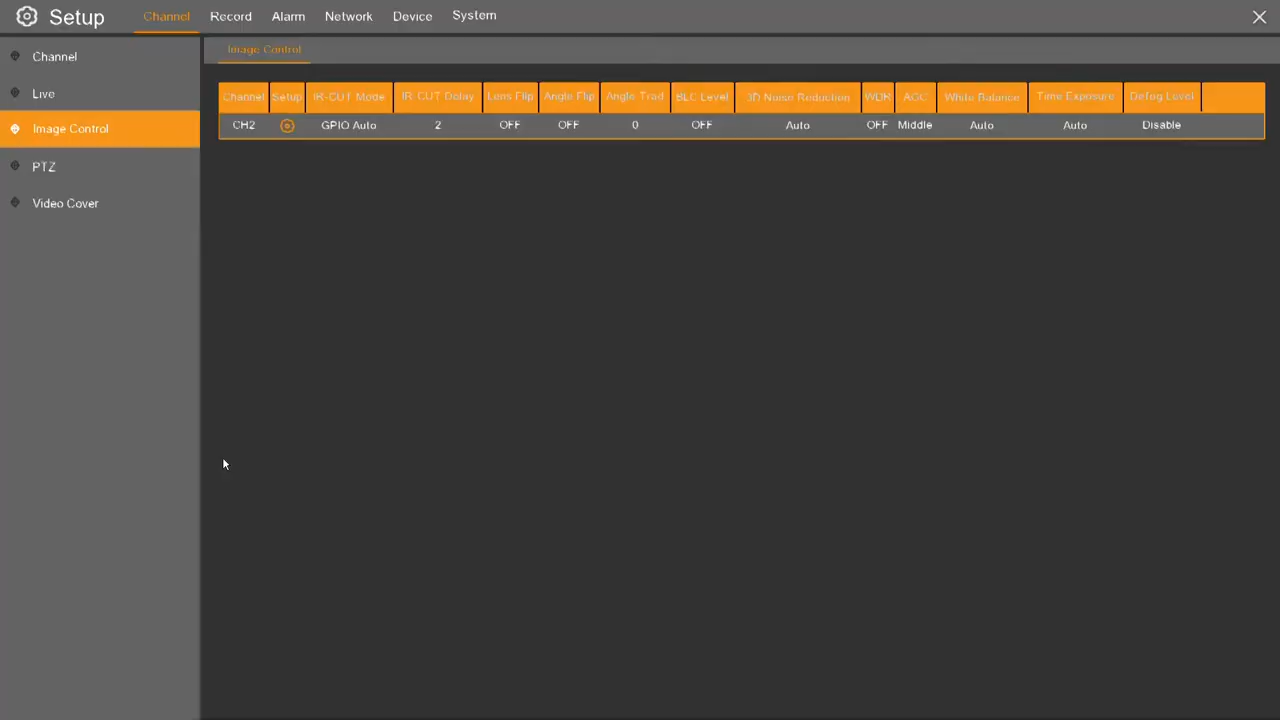 Setup Channel Record Alarm Network Device System
Channel
Live
Image Control
PTZ
Video Cover
Image Control
Channel Setup IR-CUT Mode IR-CUT Delay Lens Flip Angle Flip Angle Trad BLC Level 3D Noise Reduction WDR AGC White Balance Time Exposure Defog Level
CH2 GPIO Auto 2 OFF OFF 0 OFF Auto OFF Middle Auto Auto Disable